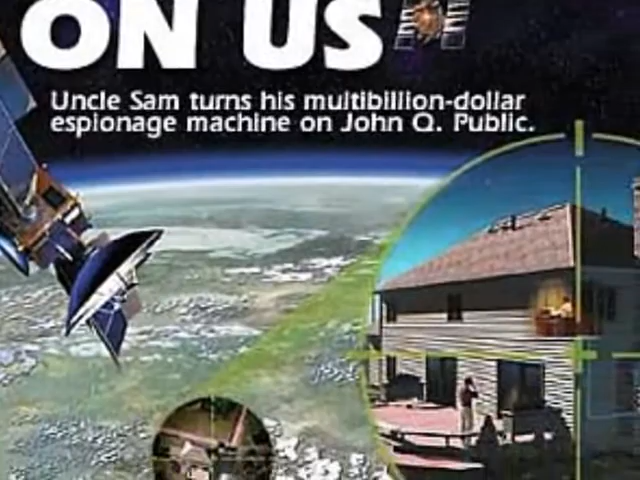 ON US
Uncle Sam turns his multibillion-dollar
espionage machine on John Q. Public.